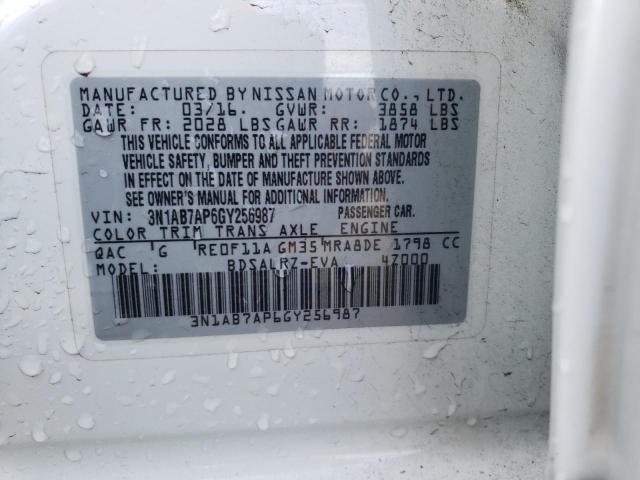 MANUFACTURED BY NISSAN MOTOR CO., LTD.
DATE: 03/16. GVWR: 3858 LBS
GAWR FR: 2028 LBS GAWR RR: 1874 LBS
THIS VEHICLE CONFORMS TO ALL APPLICABLE FEDERAL MOTOR
VEHICLE SAFETY, BUMPER AND THEFT PREVENTION STANDARDS
IN EFFECT ON THE DATE OF MANUFACTURE SHOWN ABOVE.
SEE OWNER'S MANUAL FOR ADDITIONAL INFORMATION.
VIN: 3N1AB7AP6GY256987 PASSENGER CAR.
COLOR TRIM TRANS AXLE ENGINE
QAC G RE0F11A GM35 MRA8DE 1798 CC
MODEL: BDSALRZ-EVA 47000
3N1AB7AP6GY256987